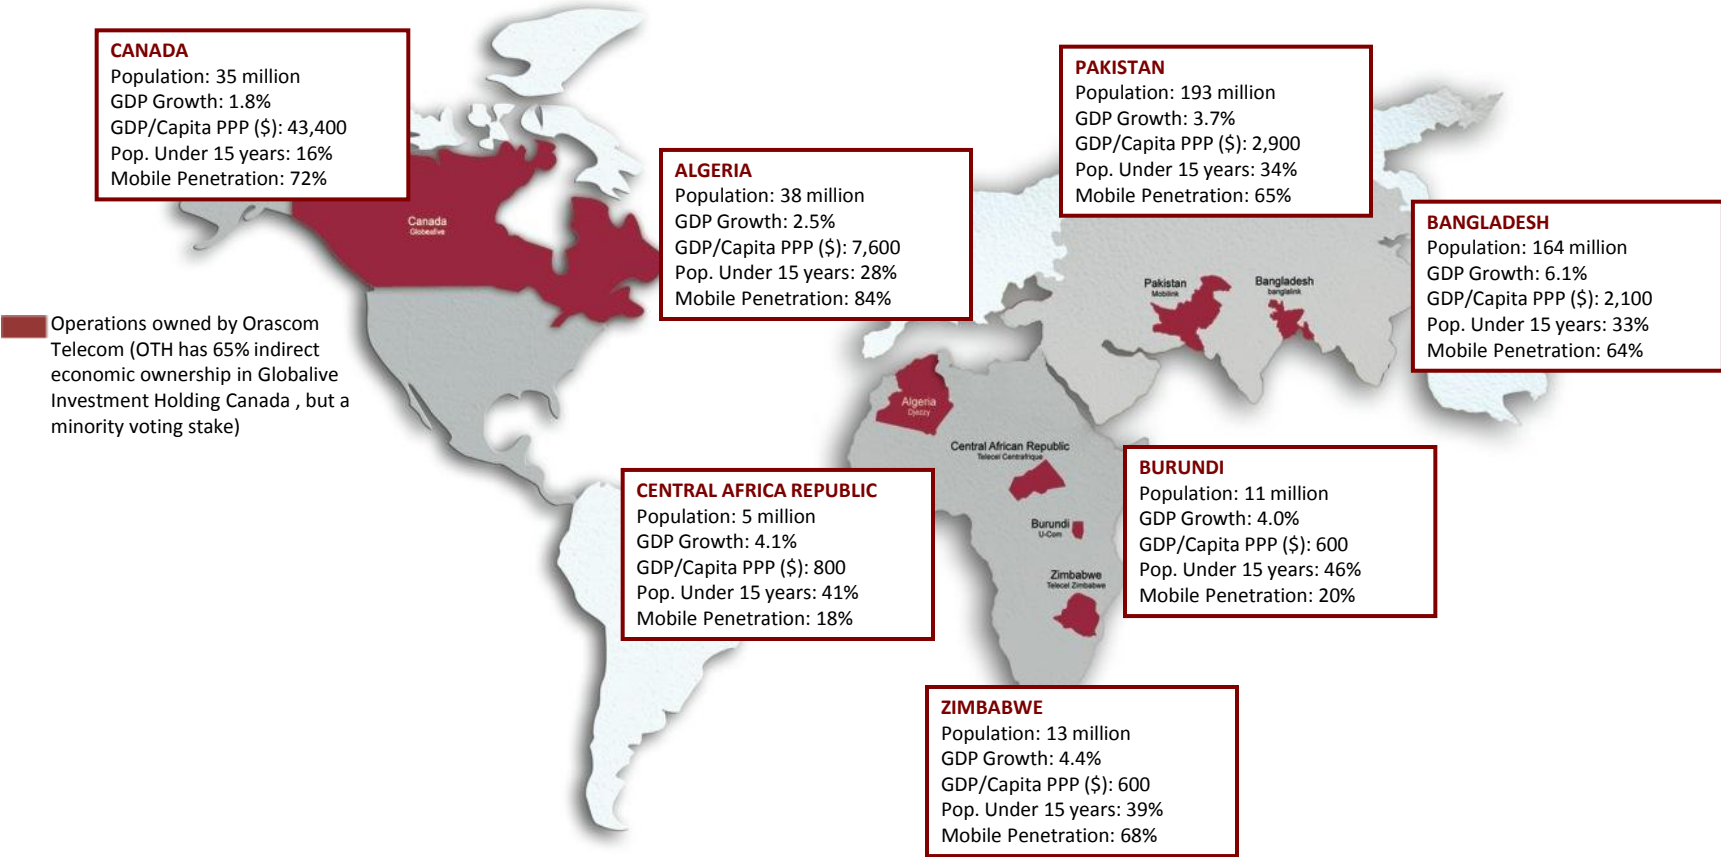 CANADA
Population: 35 million
GDP Growth: 1.8%
GDP/Capita PPP ($): 43,400
Pop. Under 15 years: 16%
Mobile Penetration: 72%
PAKISTAN
Population: 193 million
GDP Growth: 3.7%
GDP/Capita PPP ($): 2,900
Pop. Under 15 years: 34%
Mobile Penetration: 65%
ALGERIA
Population: 38 million
GDP Growth: 2.5%
GDP/Capita PPP ($): 7,600
Pop. Under 15 years: 28%
Mobile Penetration: 84%
BANGLADESH
Population: 164 million
GDP Growth: 6.1%
GDP/Capita PPP ($): 2,100
Pop. Under 15 years: 33%
Mobile Penetration: 64%
Canada
Globealive
Pakistan
Mobilink
Bangladesh
banglalink
Operations owned by Orascom
Telecom (OTH has 65% indirect
economic ownership in Globalive
Investment Holding Canada , but a
minority voting stake)
Algeria
Djezzy
Central African Republic
Telecel Centrafrique
Burundi
U-Com
Zimbabwe
Telecel Zimbabwe
CENTRAL AFRICA REPUBLIC
Population: 5 million
GDP Growth: 4.1%
GDP/Capita PPP ($): 800
Pop. Under 15 years: 41%
Mobile Penetration: 18%
BURUNDI
Population: 11 million
GDP Growth: 4.0%
GDP/Capita PPP ($): 600
Pop. Under 15 years: 46%
Mobile Penetration: 20%
ZIMBABWE
Population: 13 million
GDP Growth: 4.4%
GDP/Capita PPP ($): 600
Pop. Under 15 years: 39%
Mobile Penetration: 68%